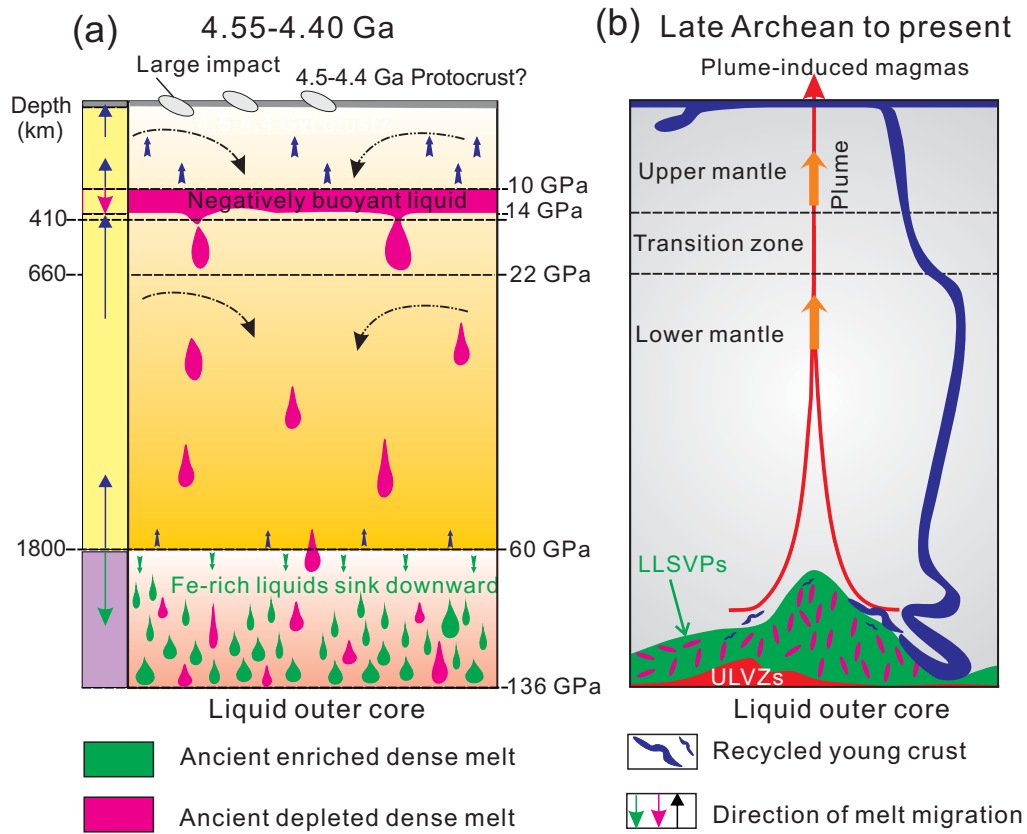 (a) 4.55-4.40 Ga
Large impact
4.5-4.4 Ga Protocrust?
Depth
(km)
10 GPa
Negatively buoyant liquid
14 GPa
410
660
22 GPa
1800
60 GPa
Fe-rich liquids sink downward
136 GPa
Liquid outer core
Ancient enriched dense melt
Ancient depleted dense melt
(b) Late Archean to present
Plume-induced magmas
Upper mantle
Plume
Transition zone
Lower mantle
LLSVPs
ULVZs
Liquid outer core
Recycled young crust
Direction of melt migration